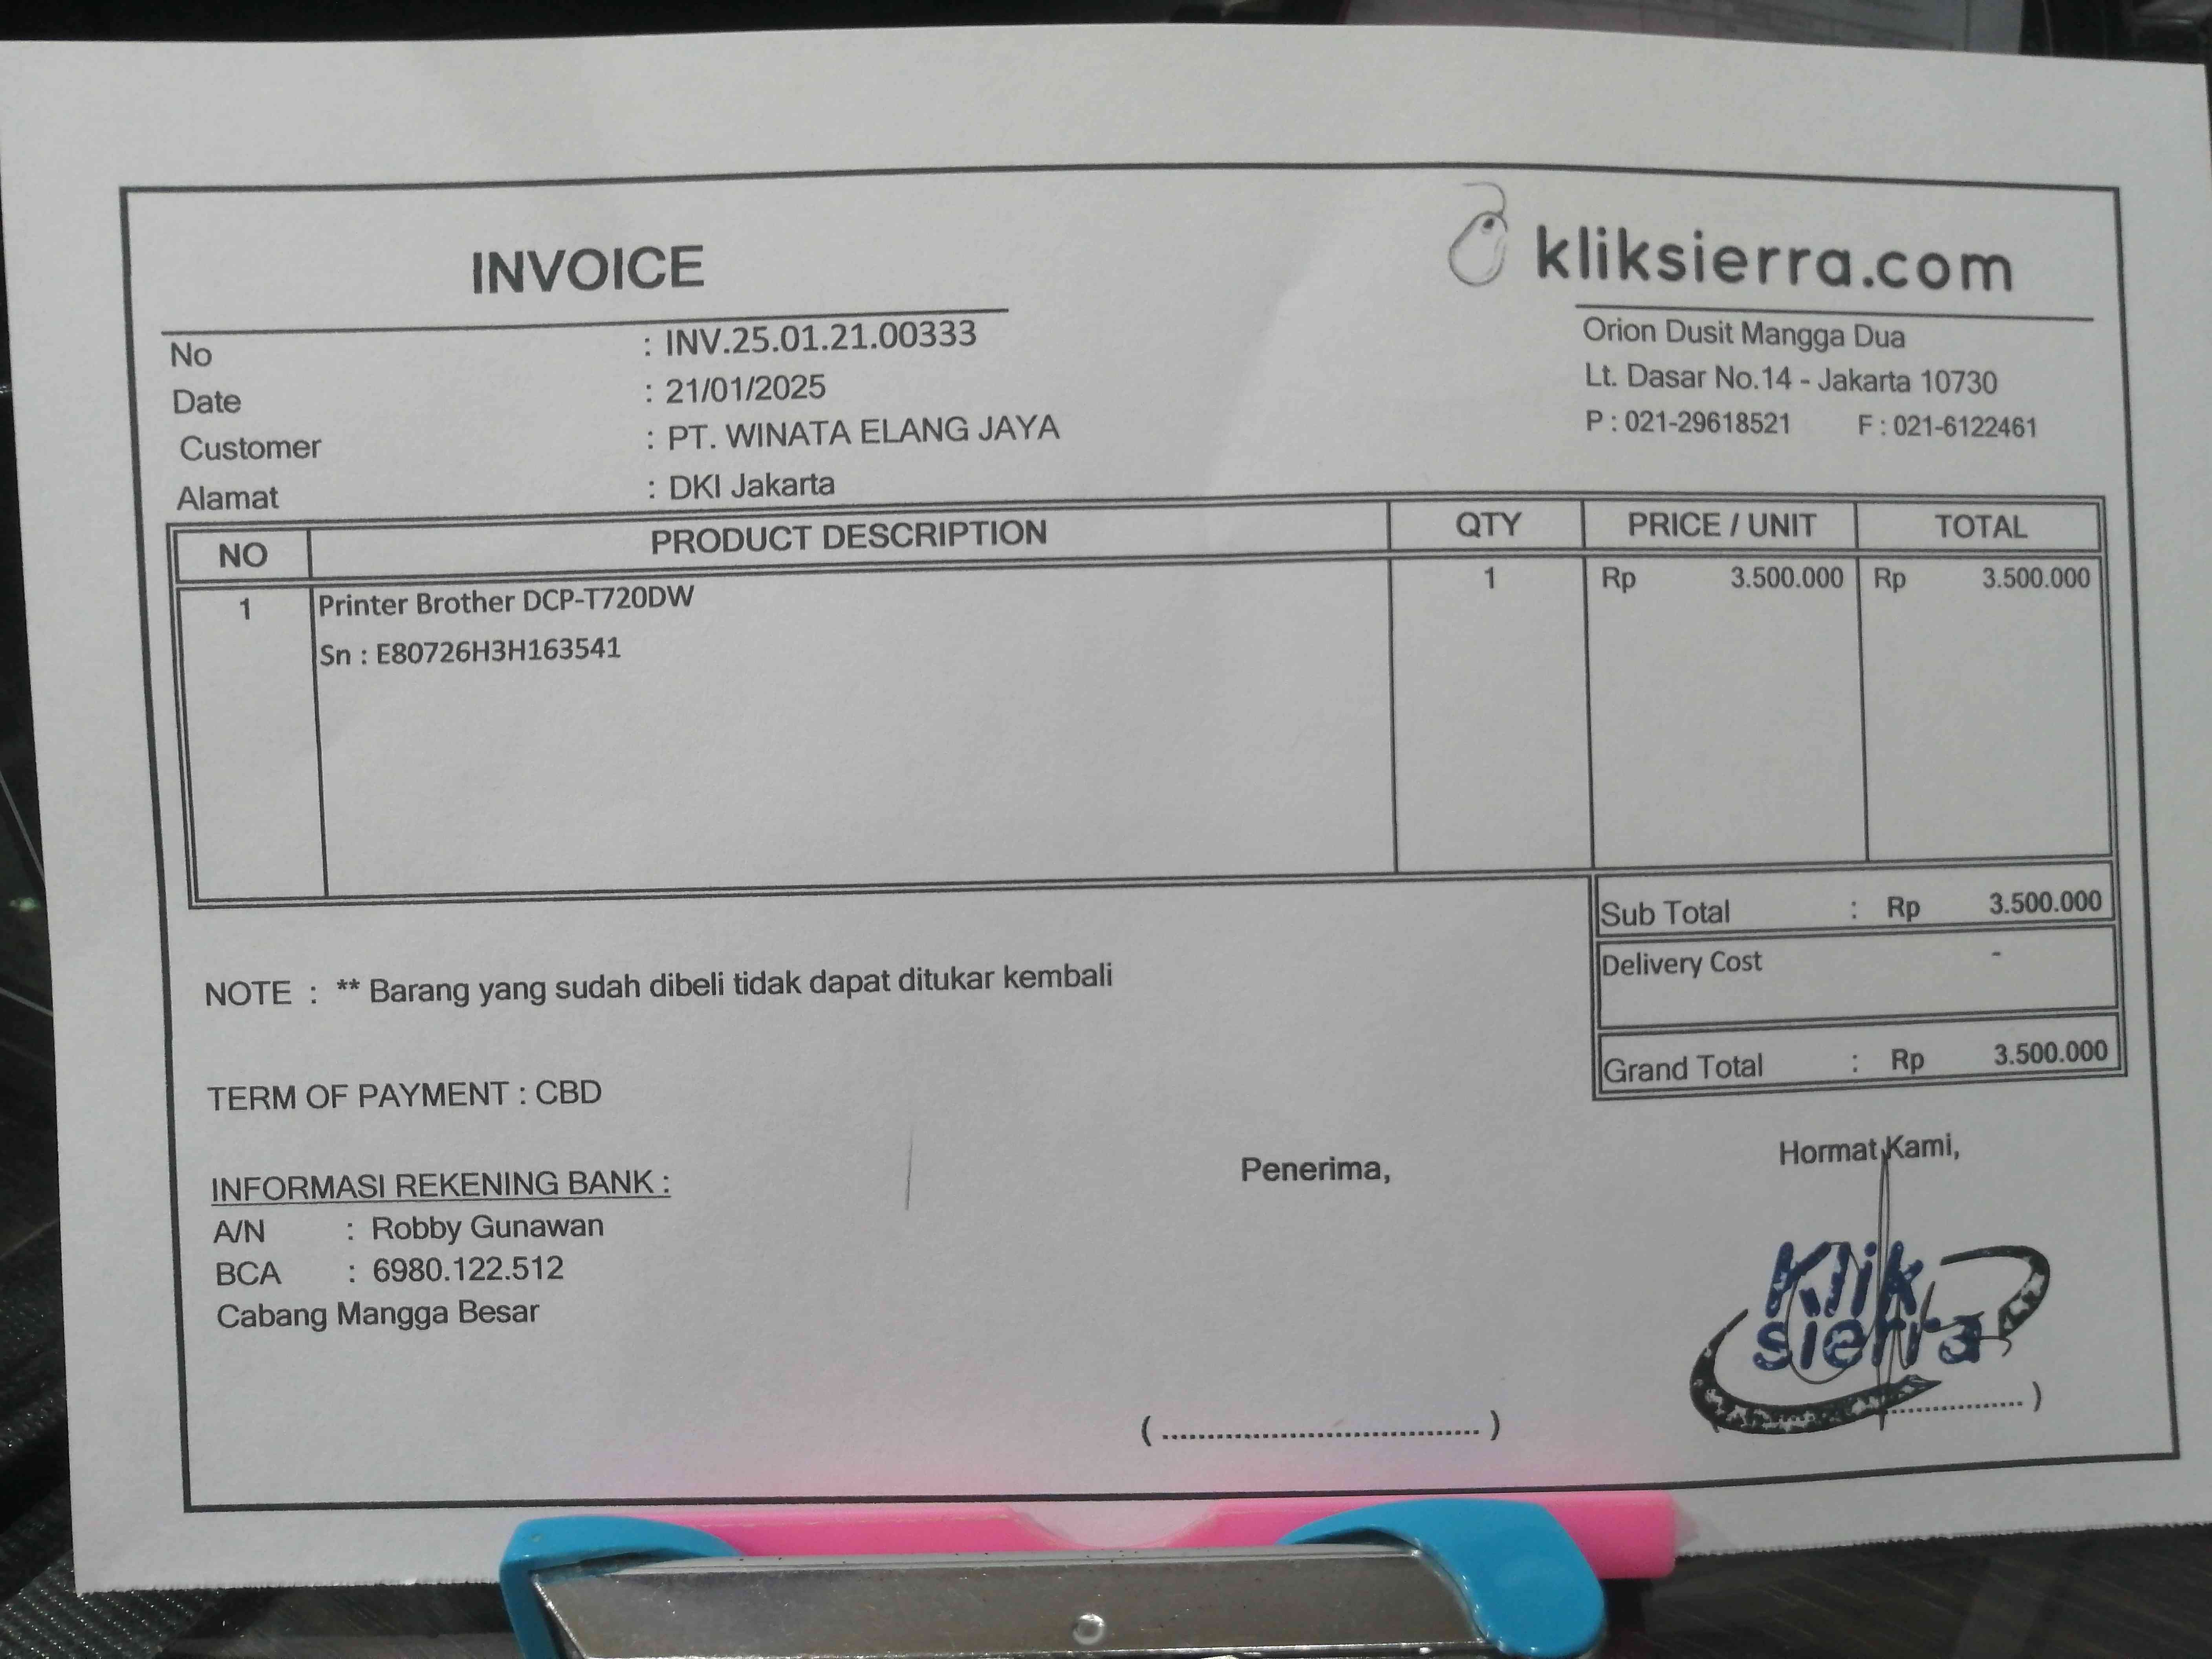 INVOICE
kliksierra.com
Orion Dusit Mangga Dua
Lt. Dasar No.14 - Jakarta 10730
P : 021-29618521 F : 021-6122461
No : INV.25.01.21.00333
Date : 21/01/2025
Customer : PT. WINATA ELANG JAYA
Alamat : DKI Jakarta
NO PRODUCT DESCRIPTION QTY PRICE / UNIT TOTAL
1 Printer Brother DCP-T720DW 1 Rp 3.500.000 Rp 3.500.000
Sn : E80726H3H163541
Sub Total : Rp 3.500.000
Delivery Cost -
Grand Total : Rp 3.500.000
NOTE : ** Barang yang sudah dibeli tidak dapat ditukar kembali
TERM OF PAYMENT : CBD
INFORMASI REKENING BANK :
A/N : Robby Gunawan
BCA : 6980.122.512
Cabang Mangga Besar
Penerima,
(................................)
Hormat Kami,
Klik
sierra
................)